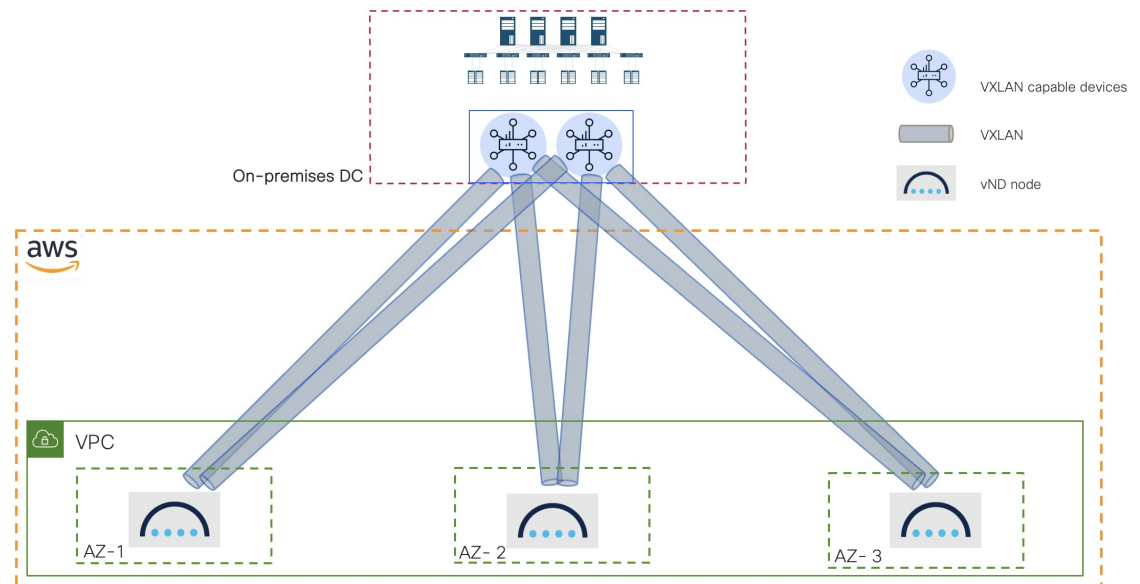 VXLAN capable devices
VXLAN
On-premises DC
vND node
aws
VPC
AZ-1
AZ- 2
AZ- 3